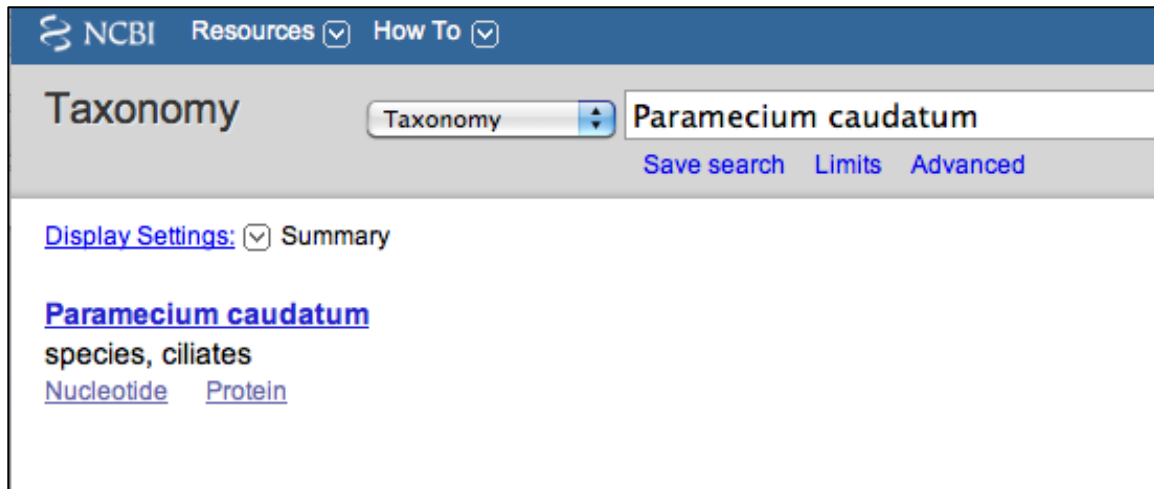 NCBI Resources How To
Taxonomy Taxonomy Paramecium caudatum
Save search Limits Advanced
Display Settings: Summary
Paramecium caudatum
species, ciliates
Nucleotide Protein